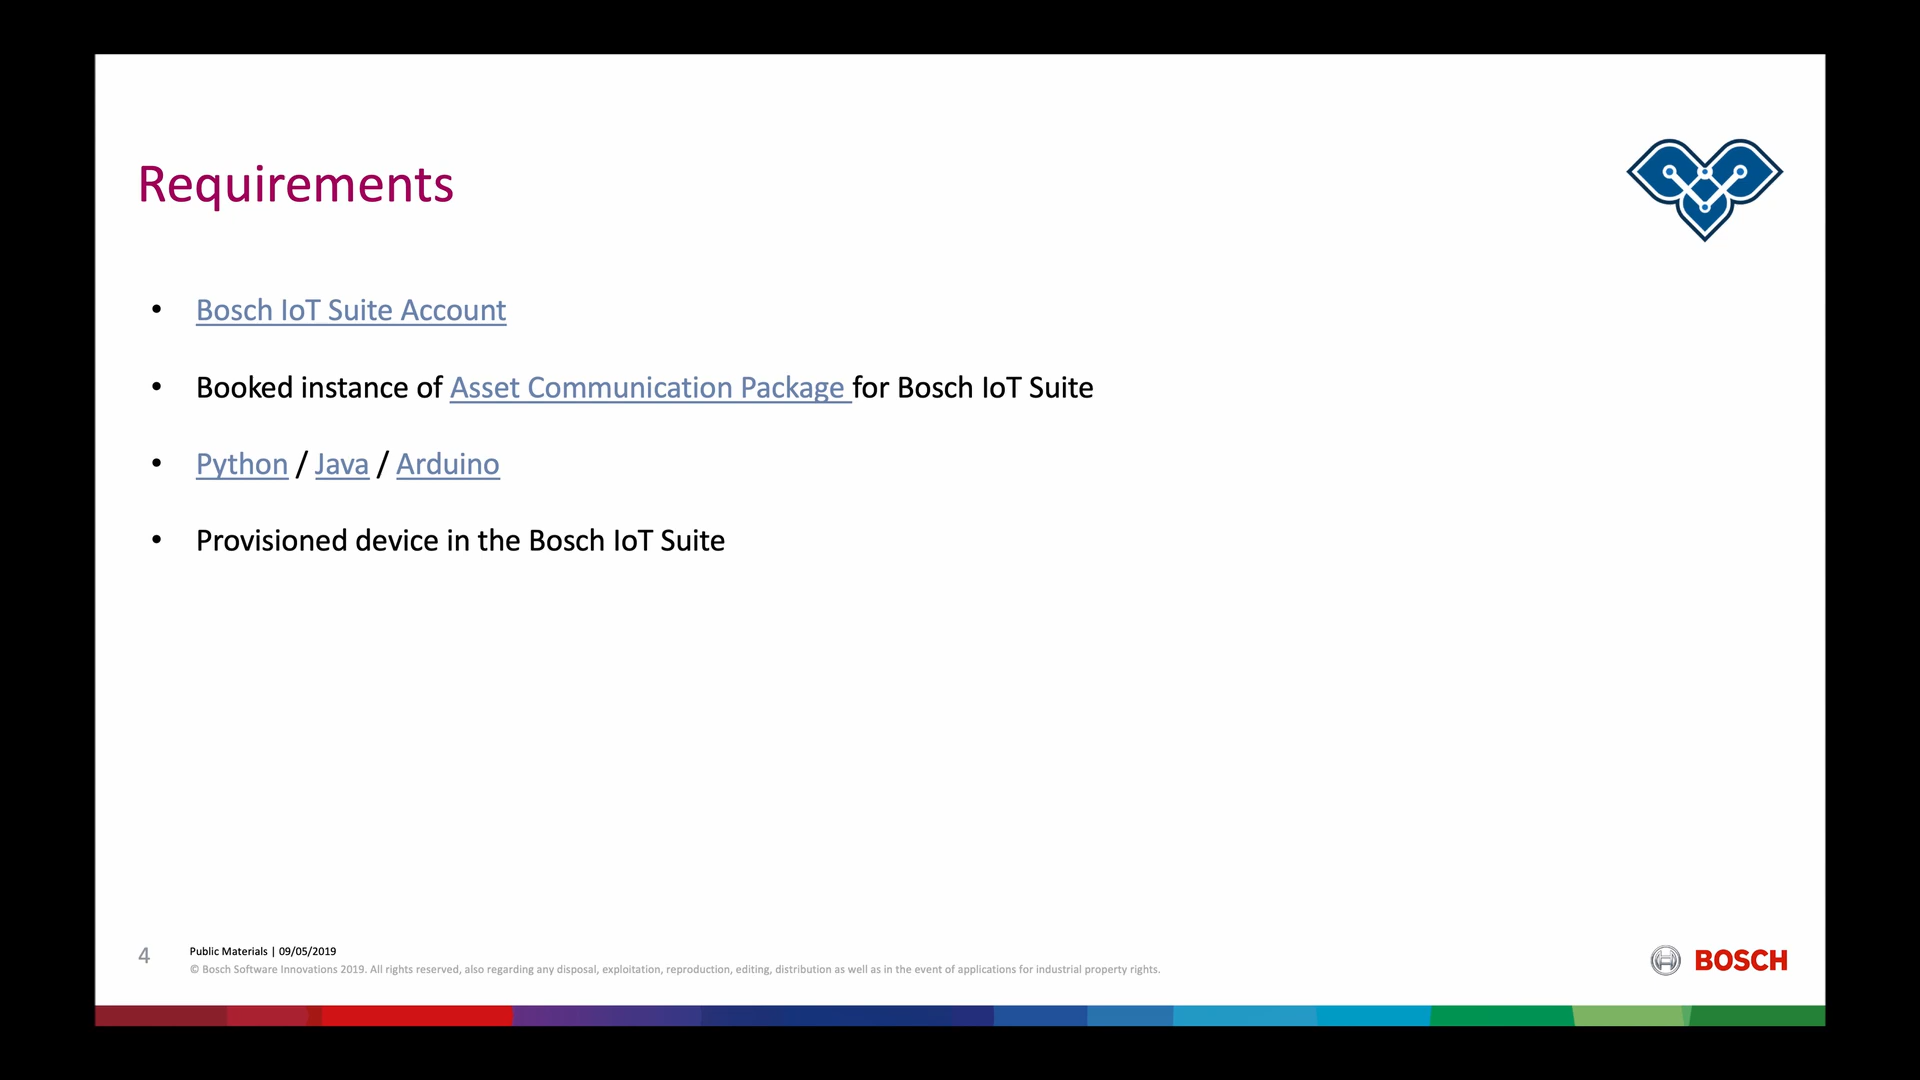 Requirements
• Bosch IoT Suite Account
• Booked instance of Asset Communication Package for Bosch IoT Suite
• Python / Java / Arduino
• Provisioned device in the Bosch IoT Suite
4
Public Materials | 09/05/2019
© Bosch Software Innovations 2019. All rights reserved, also regarding any disposal, exploitation, reproduction, editing, distribution as well as in the event of applications for industrial property rights.
BOSCH